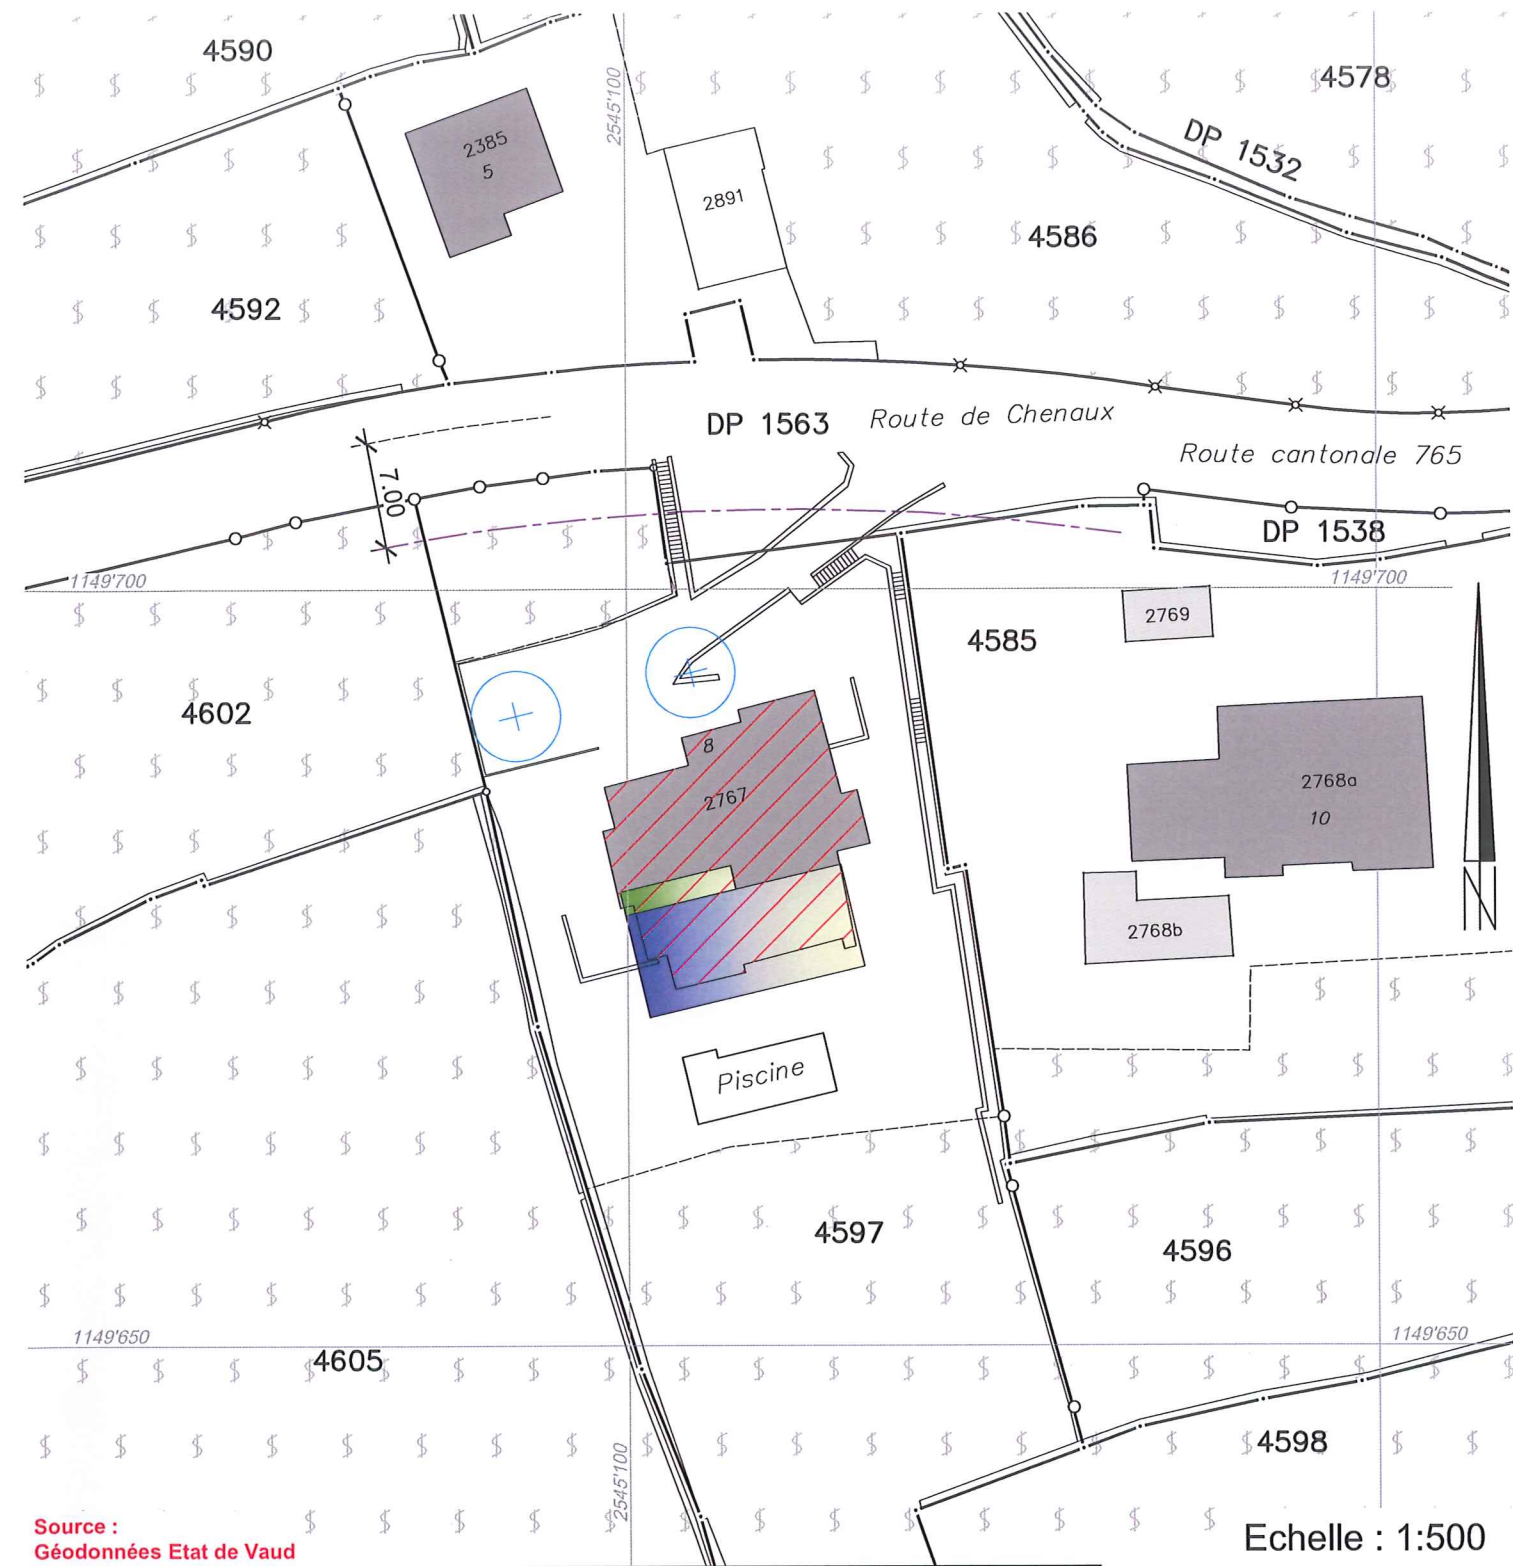 4590
4578
2545'100
2385
5
DP 1532
2891
4586
4592
DP 1563
Route de Chenaux
Route cantonale 765
7.00
DP 1538
1149'700
1149'700
2769
4585
4602
8
2767
2768a
10
2768b
N
Piscine
4597
4596
1149'650
1149'650
4605
4598
2545'100
Source :
Géodonnées Etat de Vaud
Echelle : 1:500